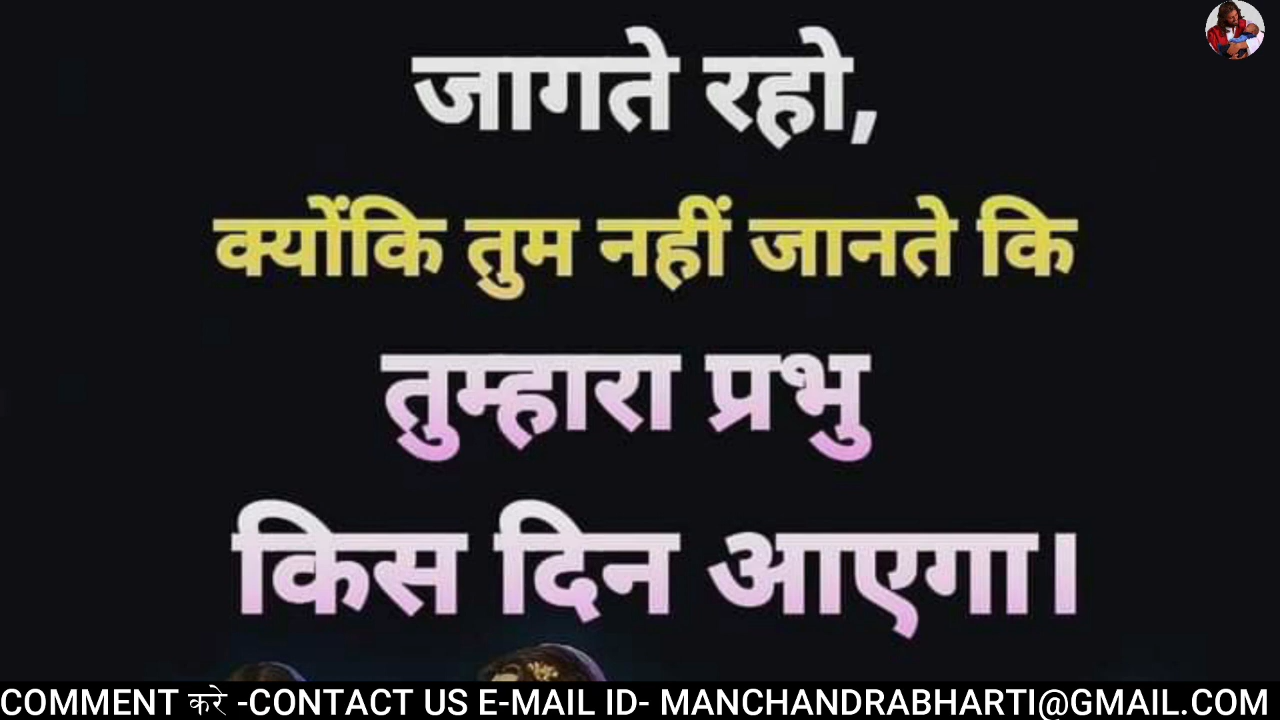 जागते रहो,
क्योंकि तुम नहीं जानते कि
तुम्हारा प्रभु
किस दिन आएगा।
COMMENT करे -CONTACT US E-MAIL ID- MANCHANDRABHARTI@GMAIL.COM